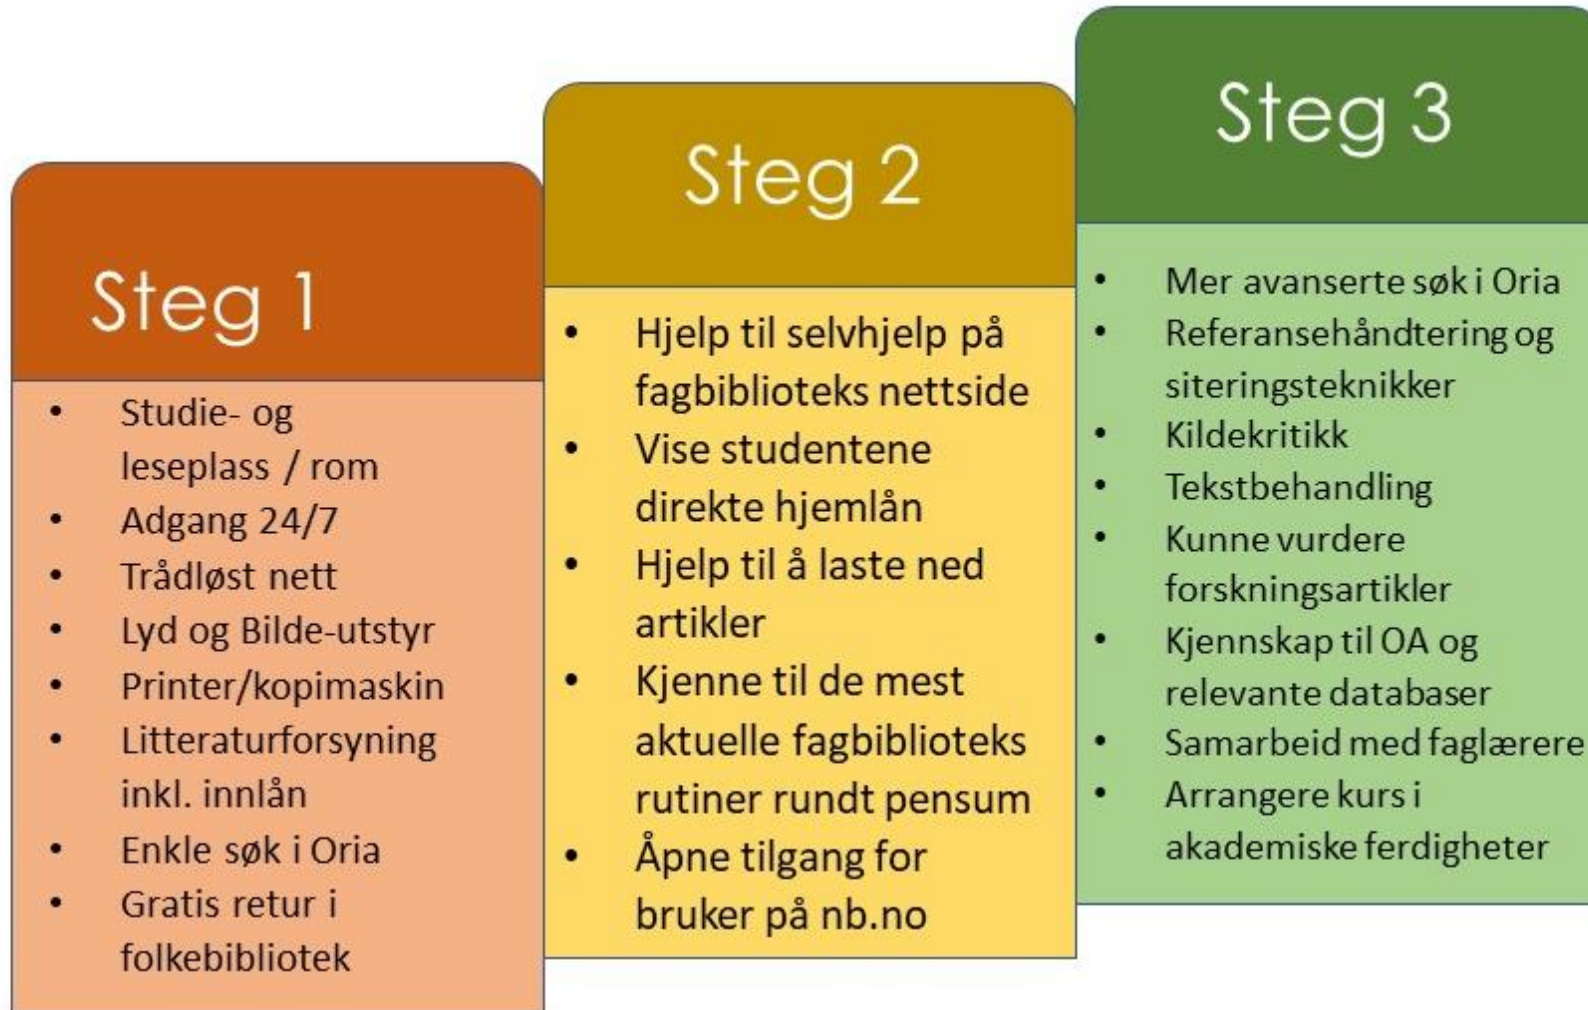 Steg 1
• Studie- og
leseplass / rom
• Adgang 24/7
• Trådløst nett
• Lyd og Bilde-utstyr
• Printer/kopimaskin
• Litteraturforsyning
inkl. innlån
• Enkle søk i Oria
• Gratis retur i
folkebibliotek
Steg 2
• Hjelp til selvhjelp på
fagbiblioteks nettside
• Vise studentene
direkte hjemlån
• Hjelp til å laste ned
artikler
• Kjenne til de mest
aktuelle fagbiblioteks
rutiner rundt pensum
• Åpne tilgang for
bruker på nb.no
Steg 3
• Mer avanserte søk i Oria
• Referansehåndtering og
siteringsteknikker
• Kildekritikk
• Tekstbehandling
• Kunne vurdere
forskningsartikler
• Kjennskap til OA og
relevante databaser
• Samarbeid med faglærere
• Arrangere kurs i
akademiske ferdigheter